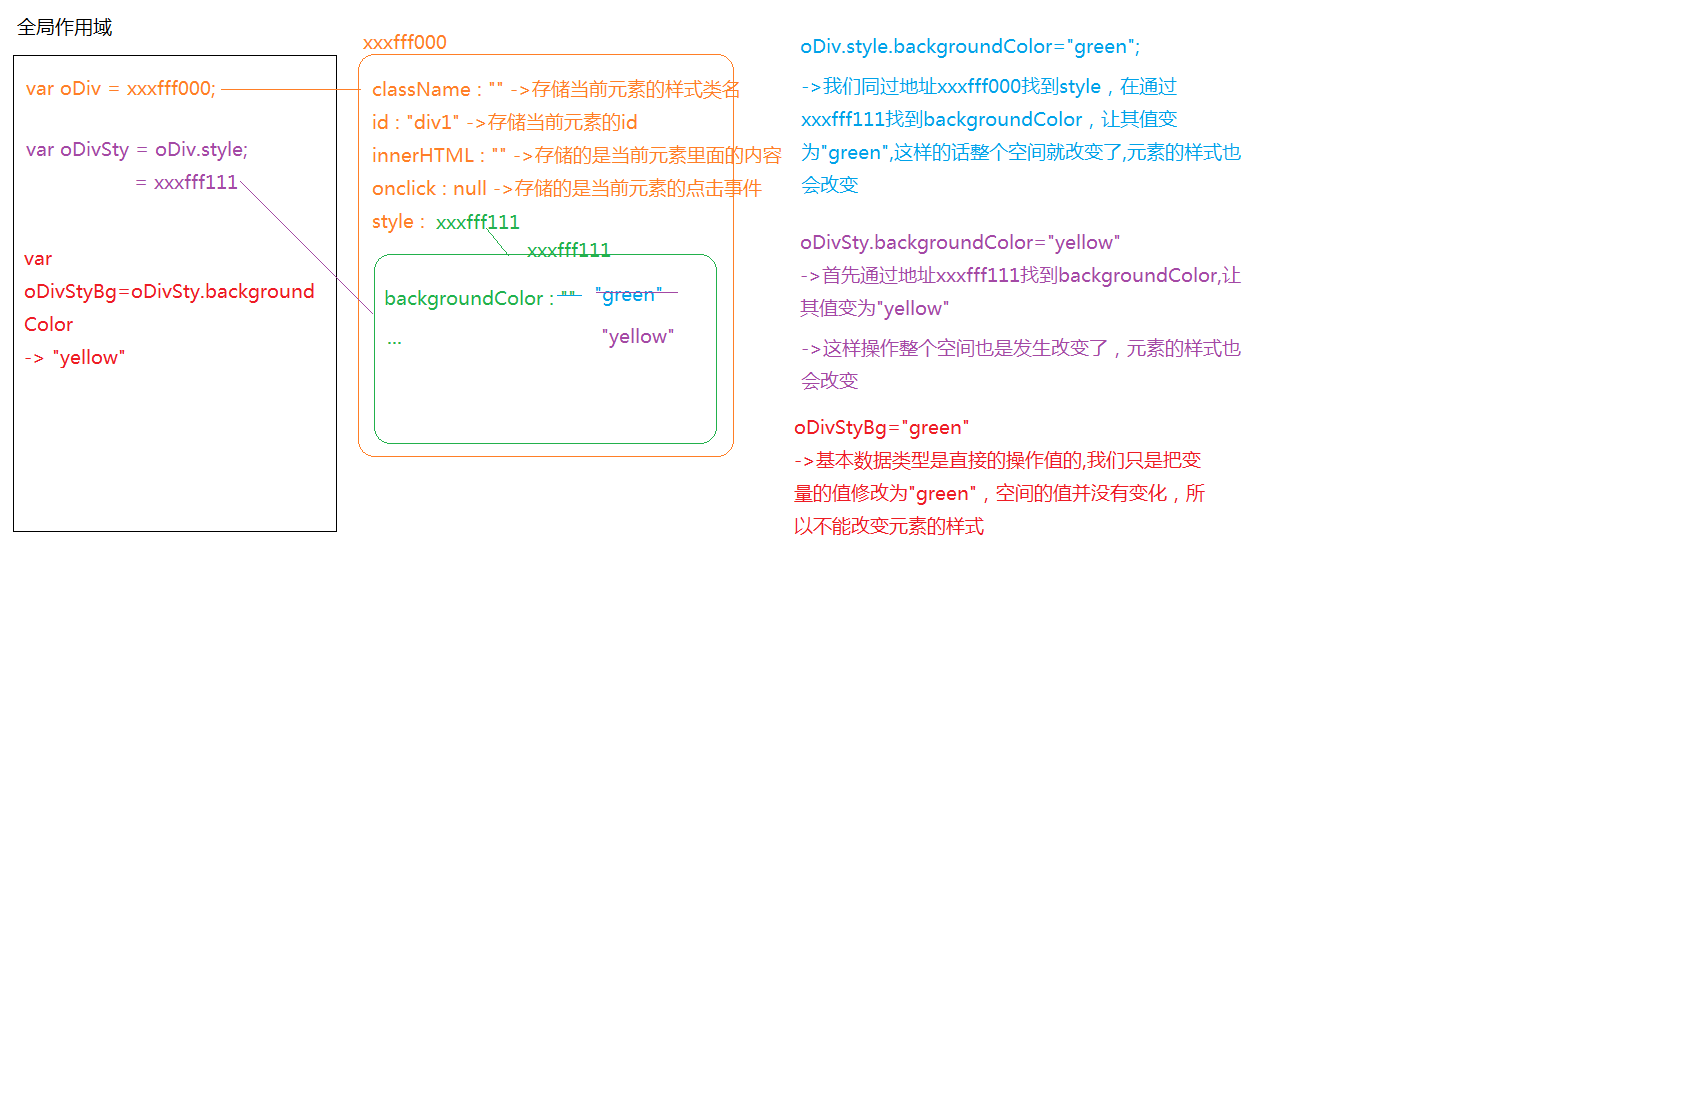 全局作用域
var oDiv = xxxfff000;
var oDivSty = oDiv.style;
= xxxfff111
var
oDivStyBg=oDivSty.background
Color
-> "yellow"
xxxfff000
className : "" ->存储当前元素的样式类名
id : "div1" ->存储当前元素的id
innerHTML : "" ->存储的是当前元素里面的内容
onclick : null ->存储的是当前元素的点击事件
style : xxxfff111
xxxfff111
backgroundColor : "" "green"
... "yellow"
oDiv.style.backgroundColor="green";
->我们同过地址xxxfff000找到style，在通过
xxxfff111找到backgroundColor，让其值变
为"green",这样的话整个空间就改变了,元素的样式也
会改变
oDivSty.backgroundColor="yellow"
->首先通过地址xxxfff111找到backgroundColor,让
其值变为"yellow"
->这样操作整个空间也是发生改变了，元素的样式也
会改变
oDivStyBg="green"
->基本数据类型是直接的操作值的,我们只是把变
量的值修改为"green"，空间的值并没有变化，所
以不能改变元素的样式